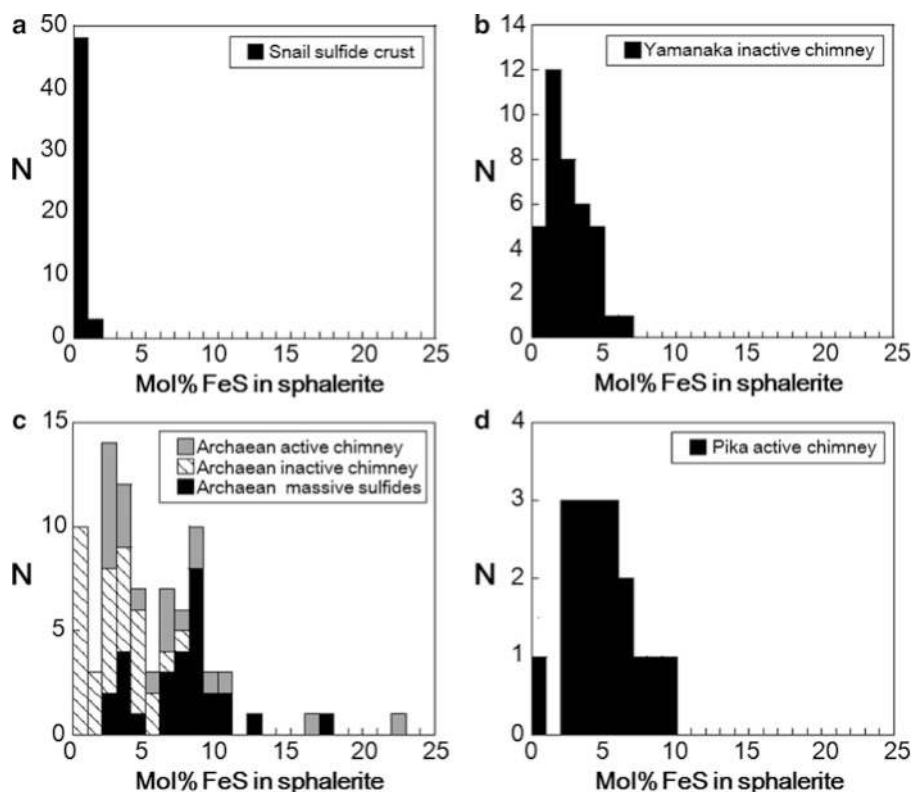 a
50
40
30
20
10
0
N
Snail sulfide crust
0 5 10 15 20 25
Mol% FeS in sphalerite
b
14
12
10
8
6
4
2
0
N
Yamanaka inactive chimney
0 5 10 15 20 25
Mol% FeS in sphalerite
c
15
10
5
0
N
Archaean active chimney
Archaean inactive chimney
Archaean massive sulfides
0 5 10 15 20 25
Mol% FeS in sphalerite
d
4
3
2
1
0
N
Pika active chimney
0 5 10 15 20 25
Mol% FeS in sphalerite